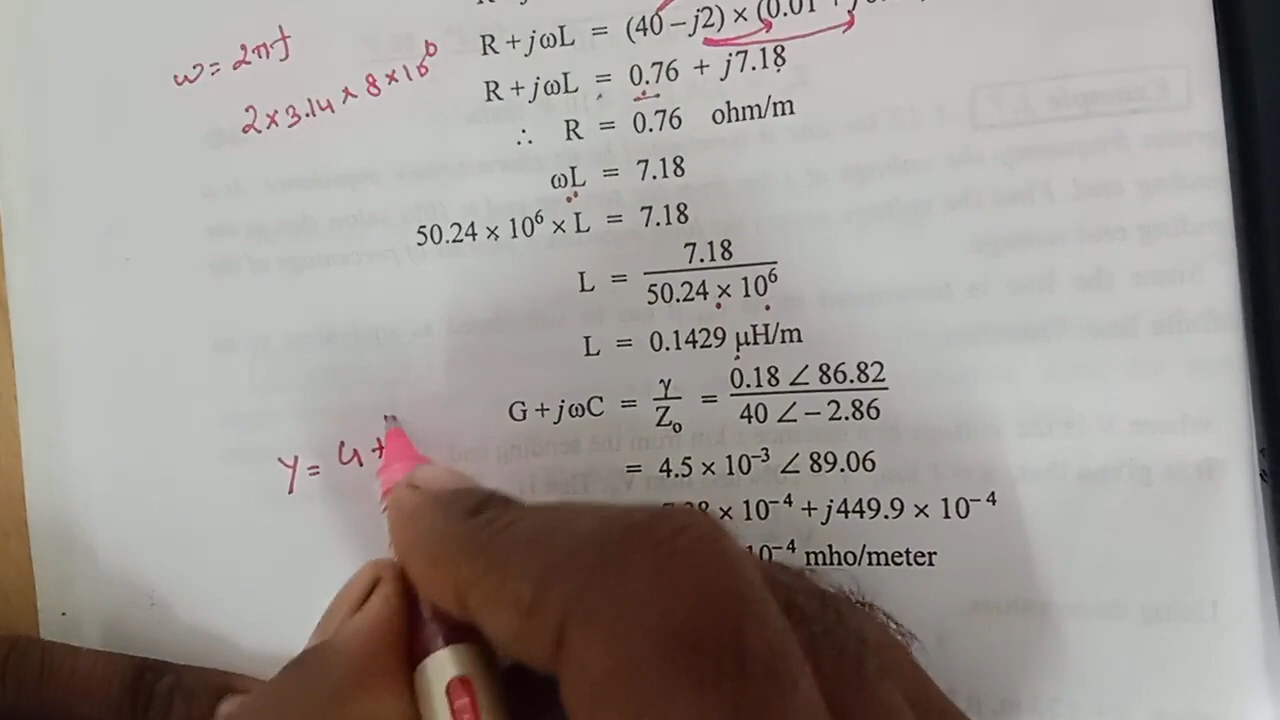 R + jωL = (40 – j2) × (0.01
ω = 2πf
R + jωL = 0.76 + j7.18
2 × 3.14 × 8 × 10⁶
∴ R = 0.76 ohm/m
ωL = 7.18
50.24 × 10⁶ × L = 7.18
L = 7.18 / 50.24 × 10⁶
L = 0.1429 μH/m
G + jωC = γ / Z₀ = 0.18 ∠ 86.82 / 40 ∠ – 2.86
Y = G +
= 4.5 × 10⁻³ ∠ 89.06
× 10⁻⁴ + j449.9 × 10⁻⁴
10⁻⁴ mho/meter